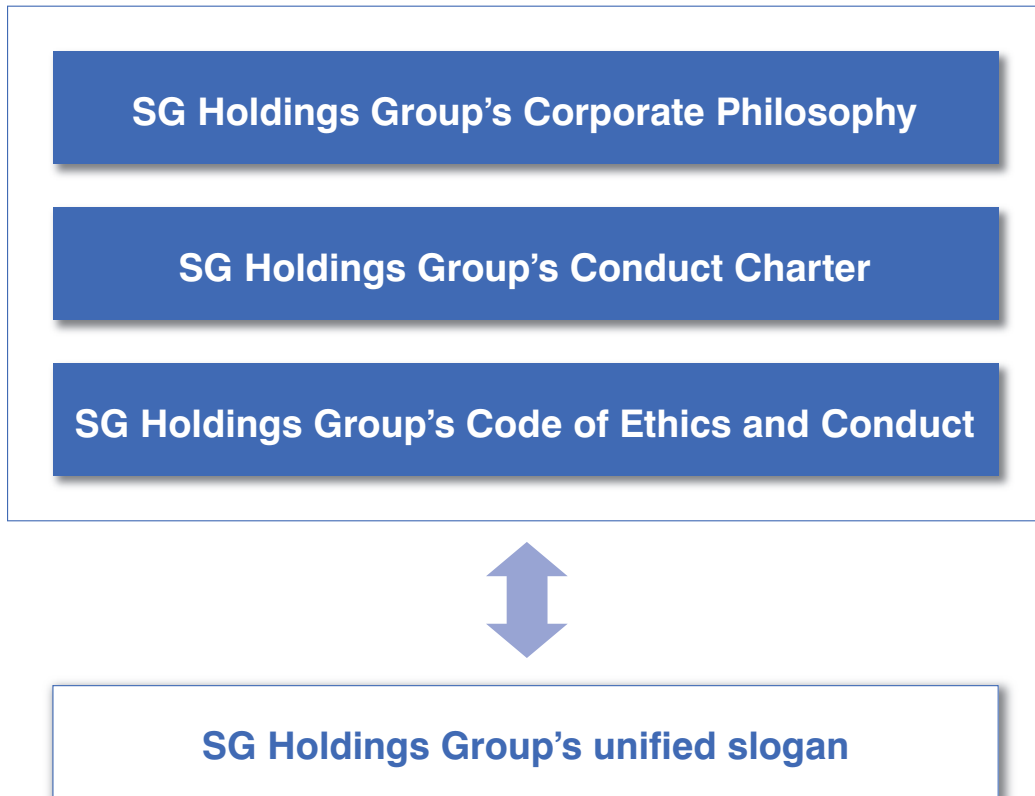 SG Holdings Group’s Corporate Philosophy
SG Holdings Group’s Conduct Charter
SG Holdings Group’s Code of Ethics and Conduct
SG Holdings Group’s unified slogan